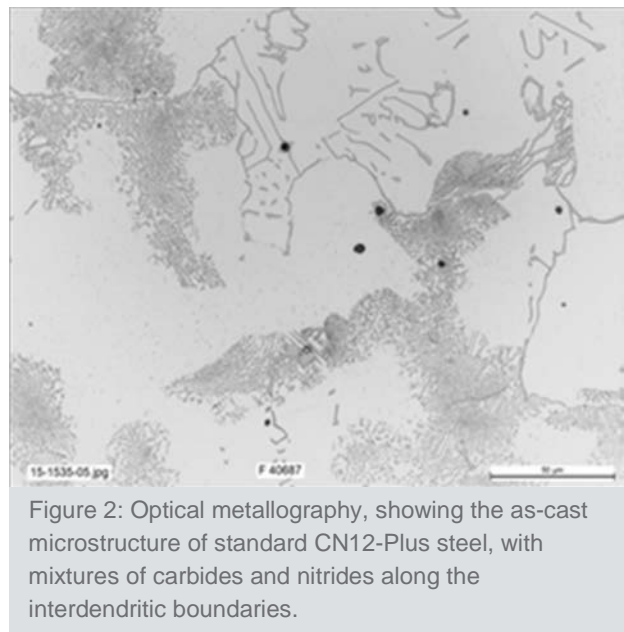 15-1535-05.jpg
F 40687
50 µm
Figure 2: Optical metallography, showing the as-cast
microstructure of standard CN12-Plus steel, with
mixtures of carbides and nitrides along the
interdendritic boundaries.